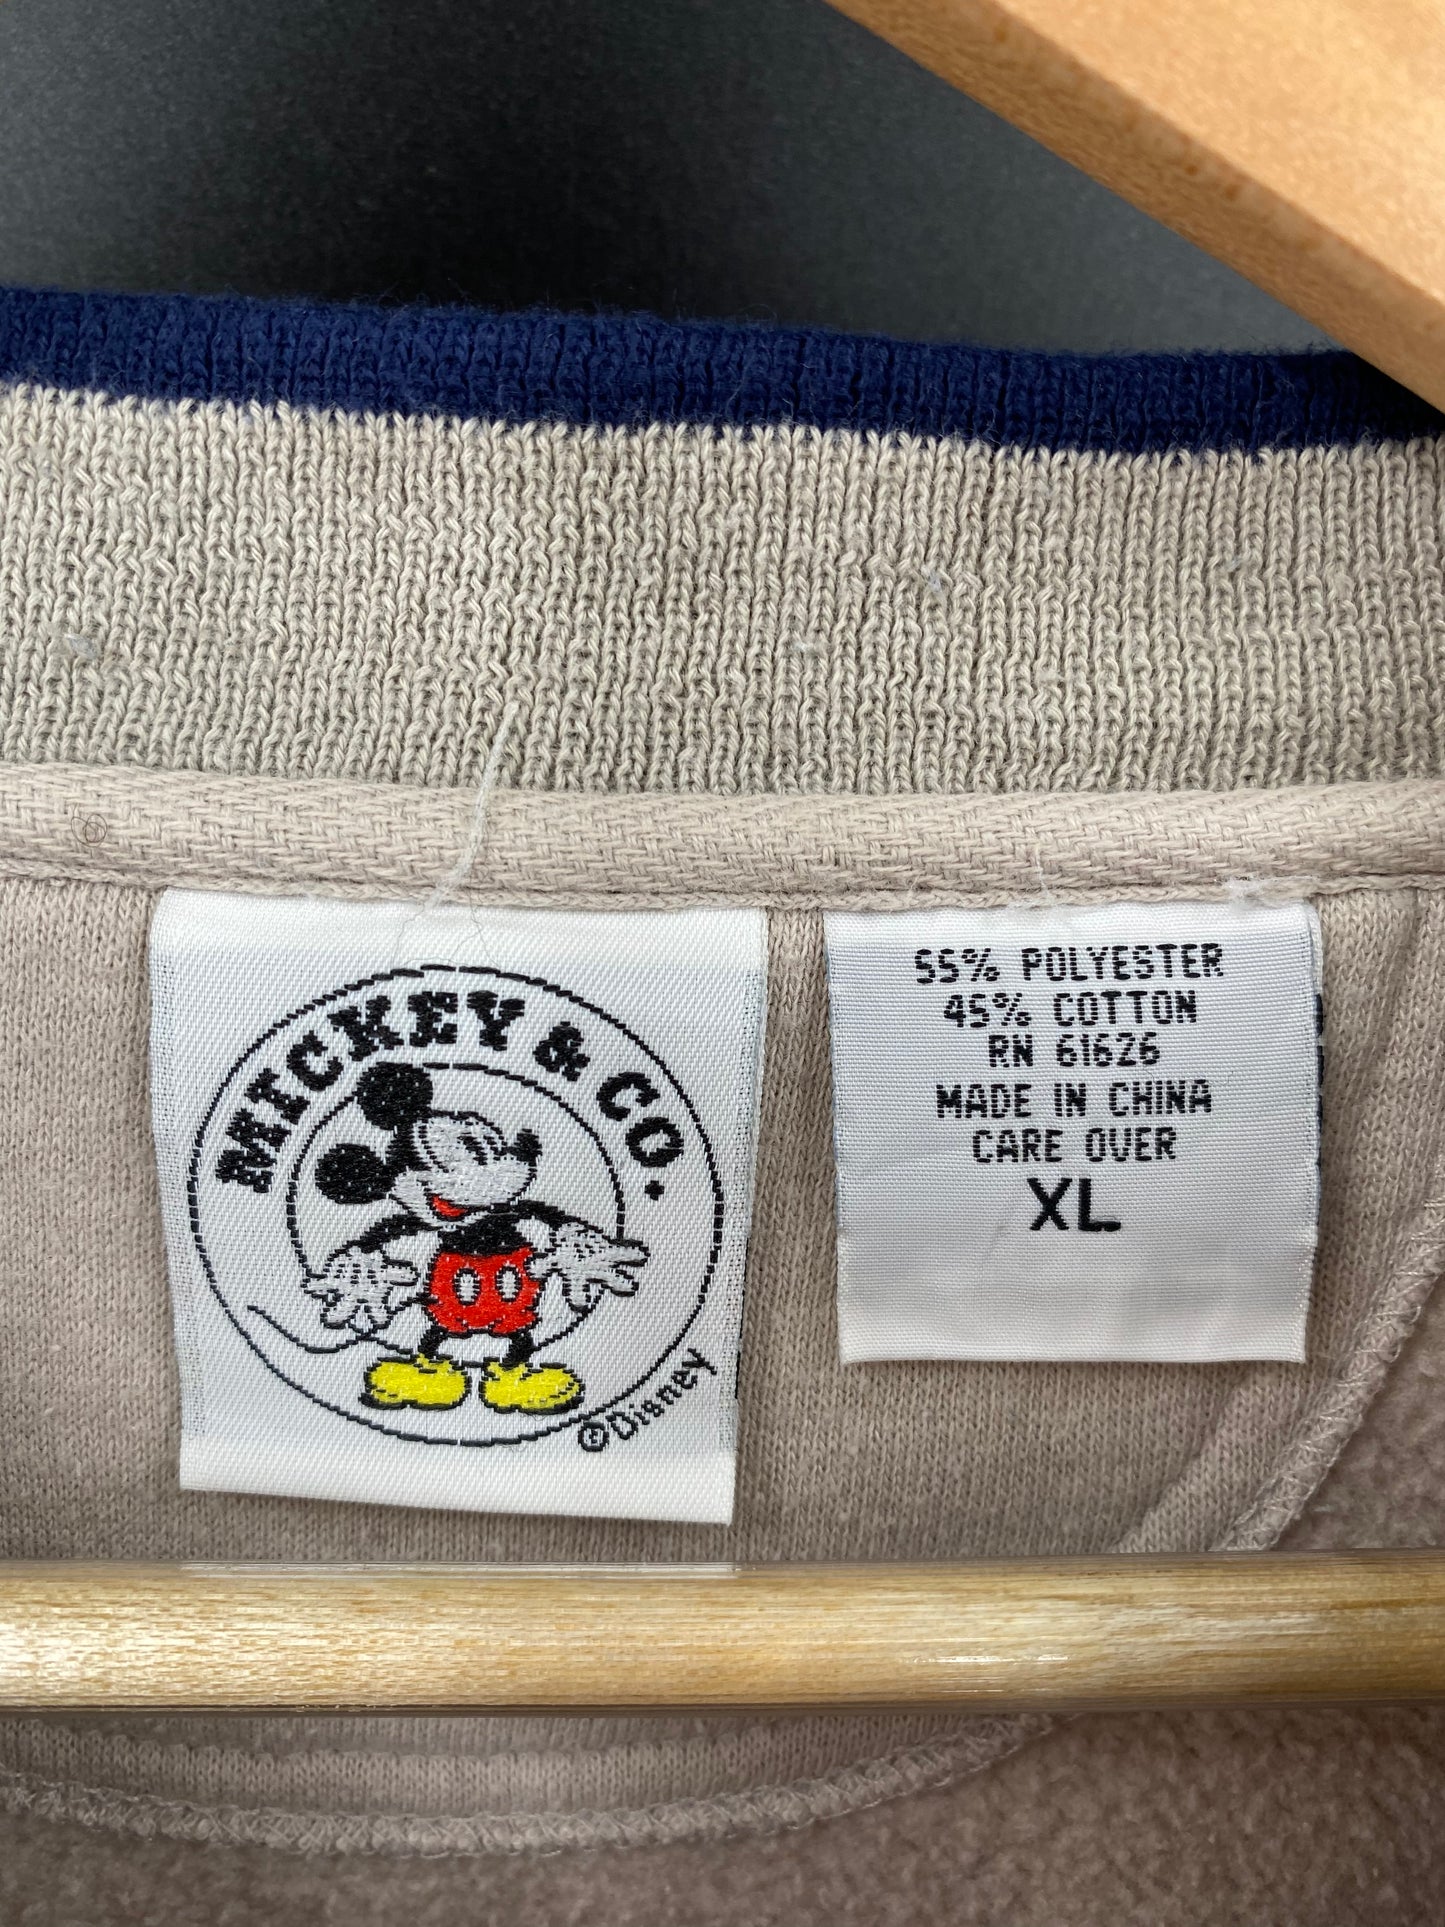 MICKEY & CO.
©Disney
55% POLYESTER
45% COTTON
RN 61626
MADE IN CHINA
CARE OVER
XL